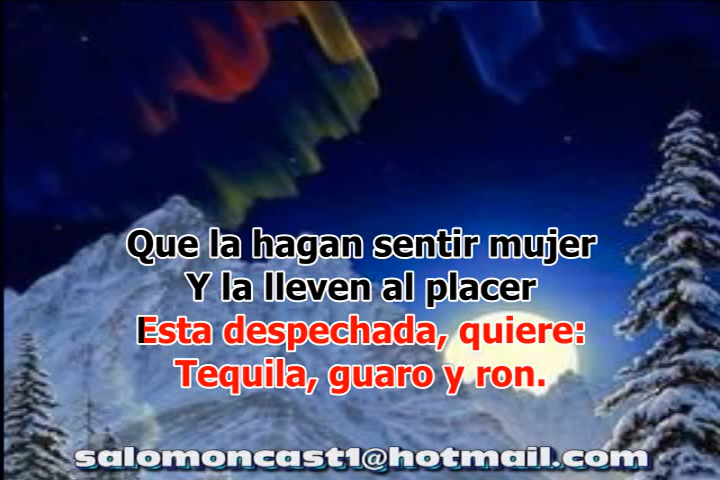 Que la hagan sentir mujer
Y la lleven al placer
Esta despechada, quiere:
Tequila, guaro y ron.
salomoncast1@hotmail.com